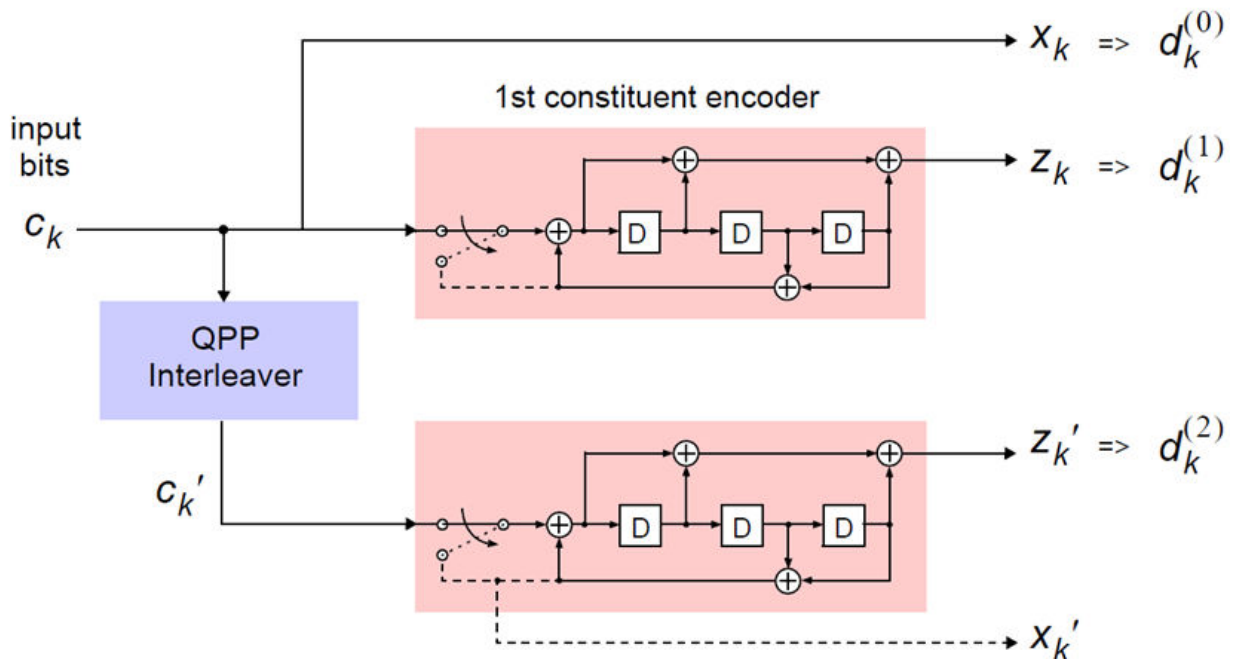 x_k => d_k^(0)
1st constituent encoder
input
bits
c_k
z_k => d_k^(1)
D D D
QPP
Interleaver
c_k'
z_k' => d_k^(2)
D D D
x_k'